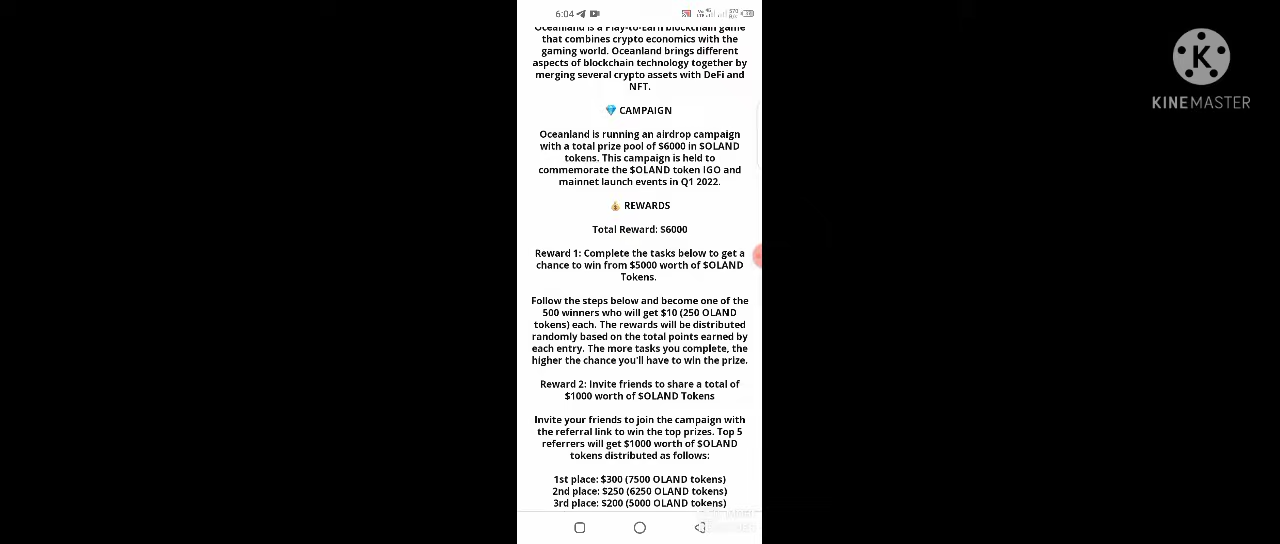 6:04
Oceanland is a Play-to-Earn blockchain game
that combines crypto economics with the
gaming world. Oceanland brings different
aspects of blockchain technology together by
merging several crypto assets with DeFi and
NFT.
💎 CAMPAIGN
Oceanland is running an airdrop campaign
with a total prize pool of $6000 in $OLAND
tokens. This campaign is held to
commemorate the $OLAND token IGO and
mainnet launch events in Q1 2022.
💰 REWARDS
Total Reward: $6000
Reward 1: Complete the tasks below to get a
chance to win from $5000 worth of $OLAND
Tokens.
Follow the steps below and become one of the
500 winners who will get $10 (250 OLAND
tokens) each. The rewards will be distributed
randomly based on the total points earned by
each entry. The more tasks you complete, the
higher the chance you'll have to win the prize.
Reward 2: Invite friends to share a total of
$1000 worth of $OLAND Tokens
Invite your friends to join the campaign with
the referral link to win the top prizes. Top 5
referrers will get $1000 worth of $OLAND
tokens distributed as follows:
1st place: $300 (7500 OLAND tokens)
2nd place: $250 (6250 OLAND tokens)
3rd place: $200 (5000 OLAND tokens)
K
KINEMASTER